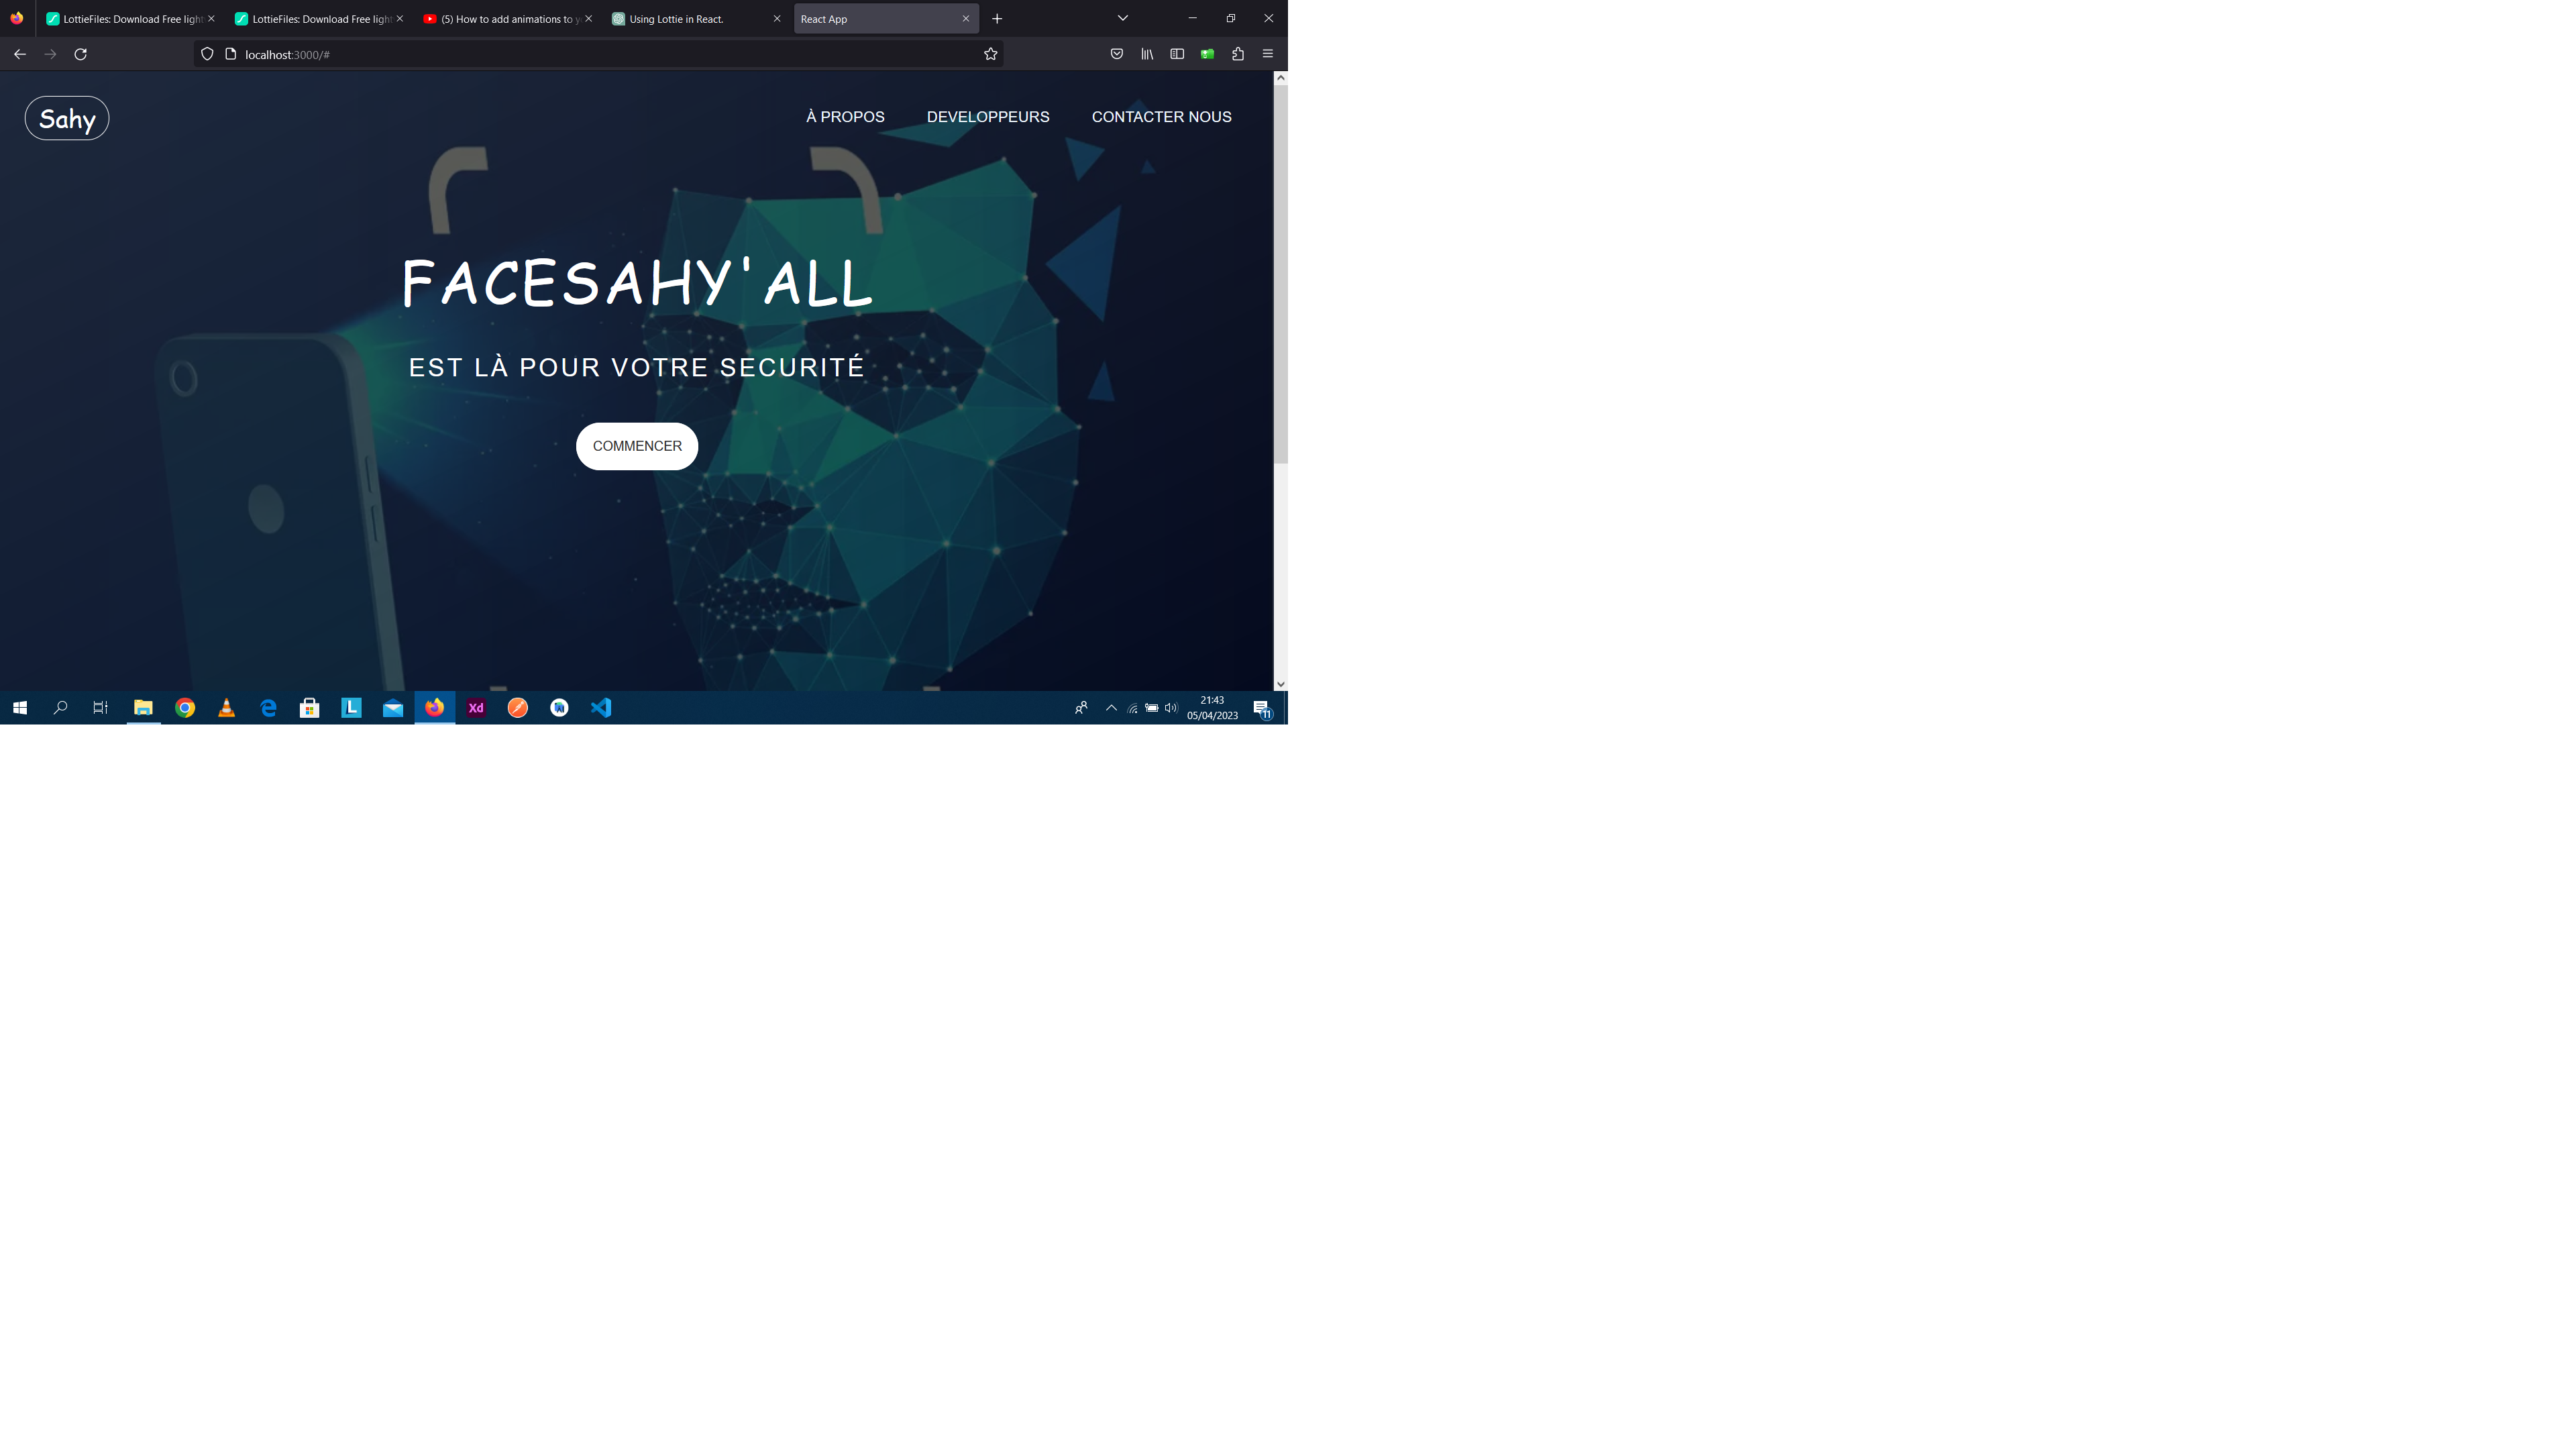 LottieFiles: Download Free light
LottieFiles: Download Free light
(5) How to add animations to y
Using Lottie in React.
React App
localhost:3000/#
Sahy
À PROPOS
DEVELOPPEURS
CONTACTER NOUS
FACESAHY'ALL
EST LÀ POUR VOTRE SECURITÉ
COMMENCER
L
Xd
21:43
05/04/2023
11